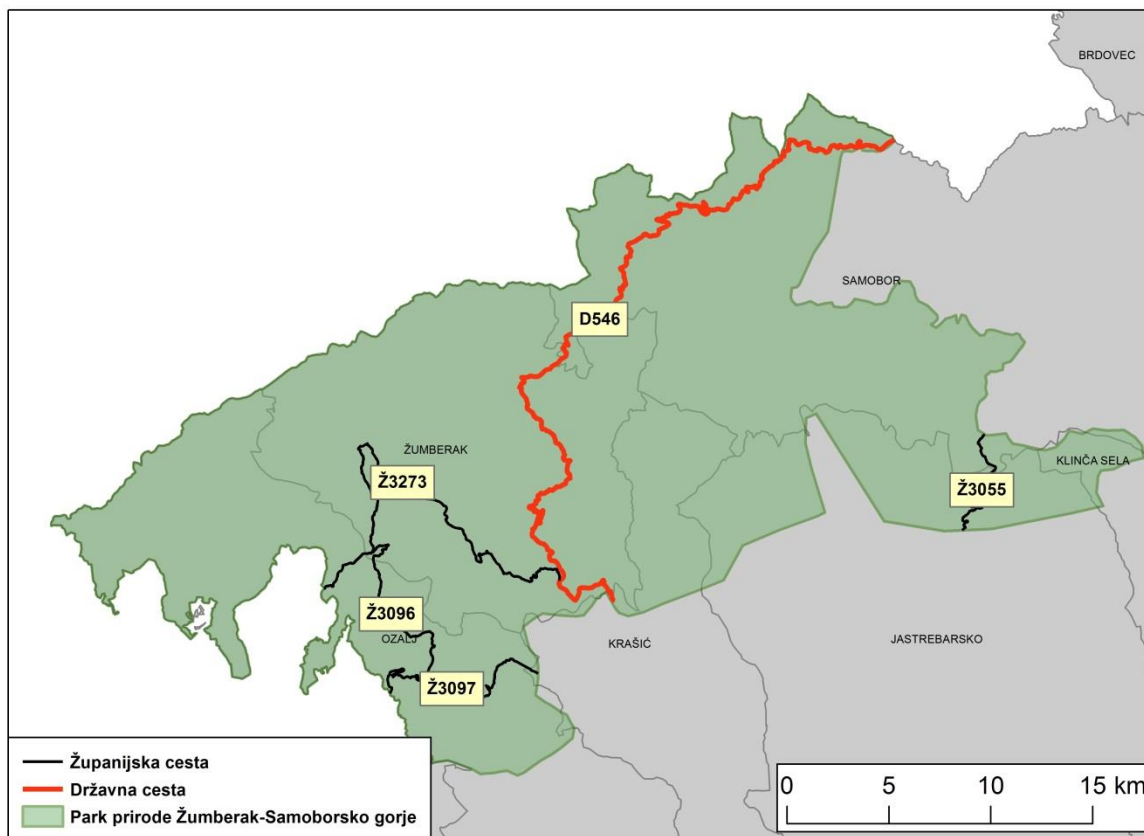 BRDOVEC
SAMOBOR
D546
ŽUMBERAK
KLINČA SELA
Ž3273
Ž3055
Ž3096
OZALJ
KRAŠIĆ
JASTREBARSKO
Ž3097
Županijska cesta
Državna cesta
Park prirode Žumberak-Samoborsko gorje
0 5 10 15 km